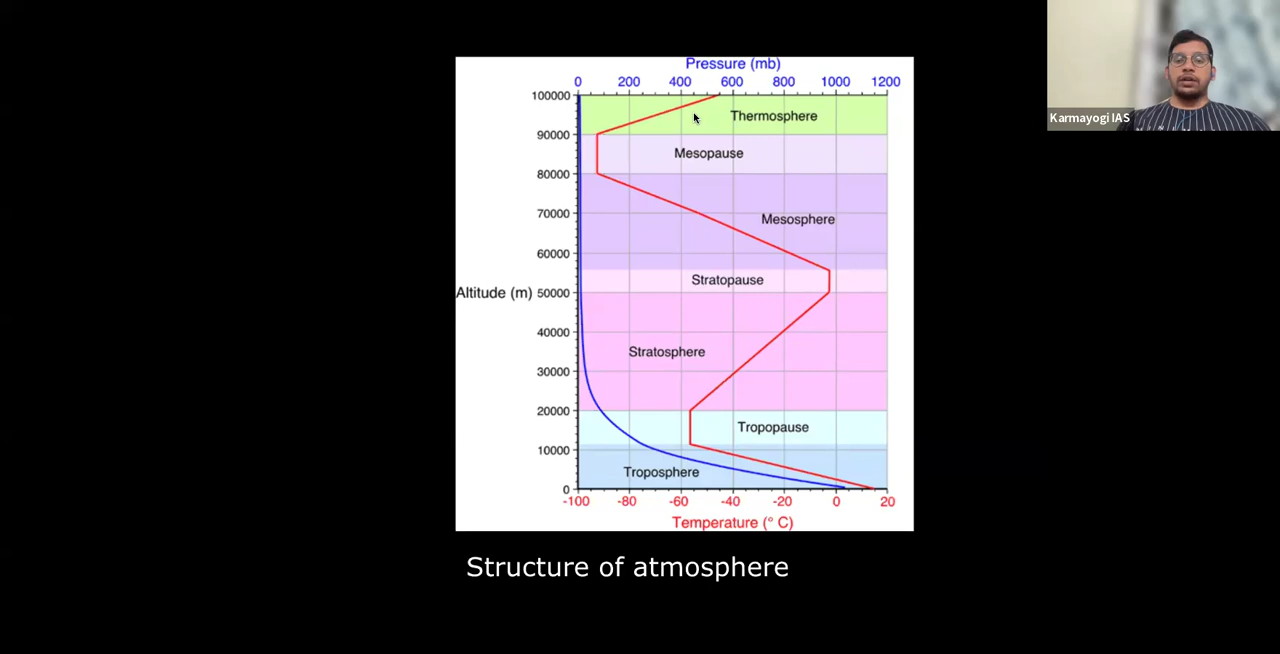 Pressure (mb)
0 200 400 600 800 1000 1200
100000
Thermosphere
90000
Mesopause
80000
70000
Mesosphere
60000
Stratopause
Altitude (m) 50000
40000
Stratosphere
30000
20000
Tropopause
10000
Troposphere
0
-100 -80 -60 -40 -20 0 20
Temperature (° C)
Structure of atmosphere
Karmayogi IAS